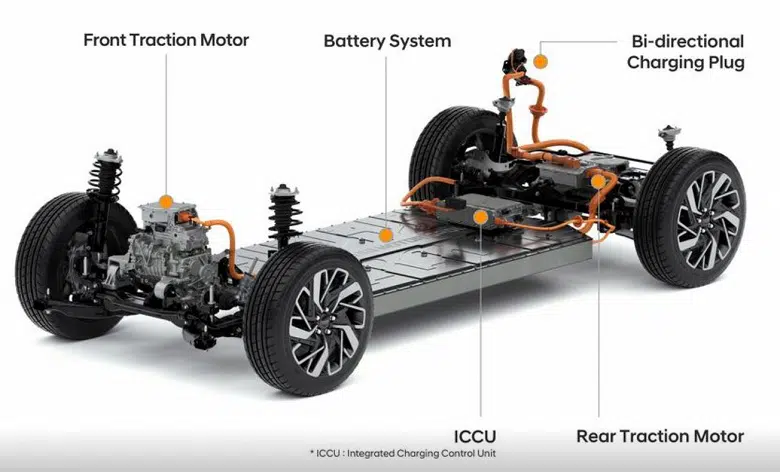 Front Traction Motor
Battery System
Bi-directional
Charging Plug
ICCU
* ICCU : Integrated Charging Control Unit
Rear Traction Motor